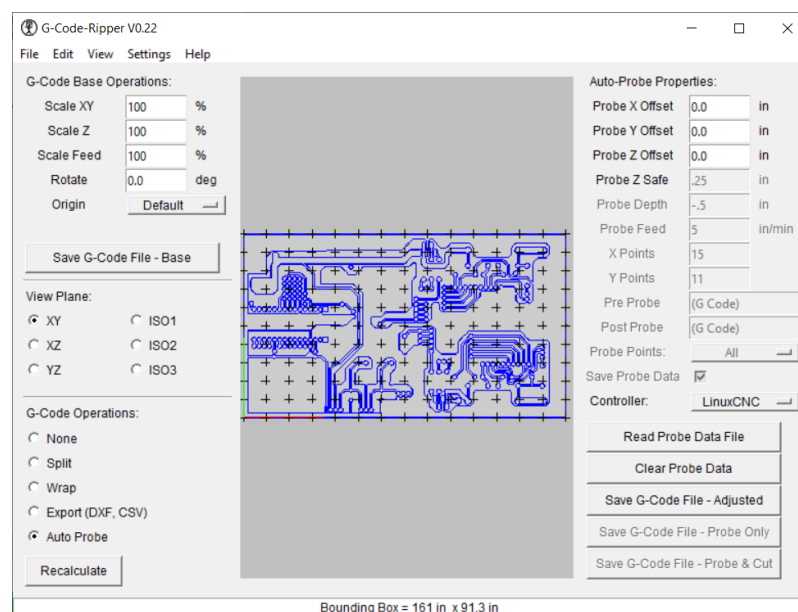 G-Code-Ripper V0.22
File Edit View Settings Help
G-Code Base Operations:
Scale XY 100 %
Scale Z 100 %
Scale Feed 100 %
Rotate 0.0 deg
Origin Default
Save G-Code File - Base
View Plane:
XY ISO1
XZ ISO2
YZ ISO3
G-Code Operations:
None
Split
Wrap
Export (DXF, CSV)
Auto Probe
Recalculate
Auto-Probe Properties:
Probe X Offset 0.0 in
Probe Y Offset 0.0 in
Probe Z Offset 0.0 in
Probe Z Safe .25 in
Probe Depth -.5 in
Probe Feed 5 in/min
X Points 15
Y Points 11
Pre Probe (G Code)
Post Probe (G Code)
Probe Points: All
Save Probe Data
Controller: LinuxCNC
Read Probe Data File
Clear Probe Data
Save G-Code File - Adjusted
Save G-Code File - Probe Only
Save G-Code File - Probe & Cut
Bounding Box = 161 in x 91.3 in